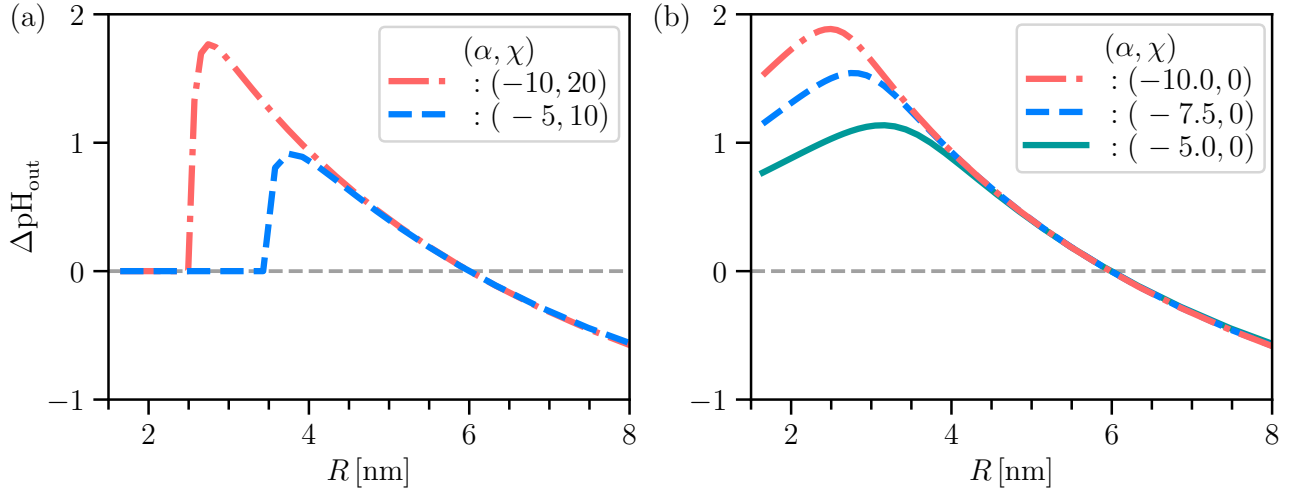 (a)
2
1
0
−1
ΔpH_out
(α, χ)
: (−10, 20)
: ( − 5, 10)
2
4
6
8
R [nm]
(b)
2
1
0
−1
(α, χ)
: (−10.0, 0)
: ( − 7.5, 0)
: ( − 5.0, 0)
2
4
6
8
R [nm]